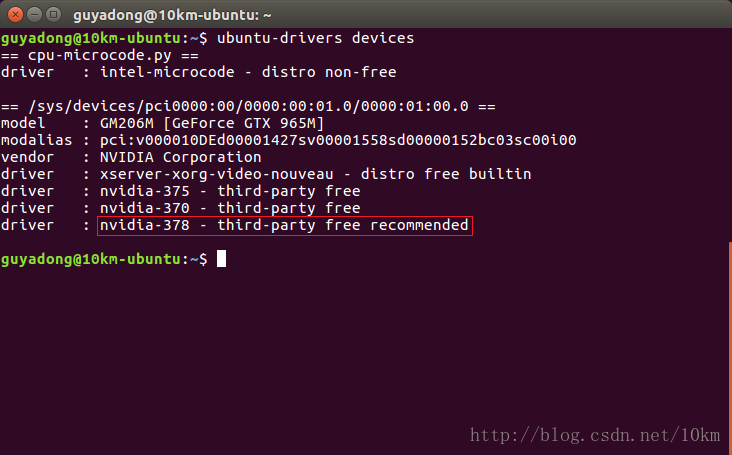 guyadong@10km-ubuntu: ~
guyadong@10km-ubuntu:~$ ubuntu-drivers devices
== cpu-microcode.py ==
driver   : intel-microcode - distro non-free
== /sys/devices/pci0000:00/0000:00:01.0/0000:01:00.0 ==
model    : GM206M [GeForce GTX 965M]
modalias : pci:v000010DEd00001427sv00001558sd00000152bc03sc00i00
vendor   : NVIDIA Corporation
driver   : xserver-xorg-video-nouveau - distro free builtin
driver   : nvidia-375 - third-party free
driver   : nvidia-370 - third-party free
driver   : nvidia-378 - third-party free recommended
guyadong@10km-ubuntu:~$
http://blog.csdn.net/10km